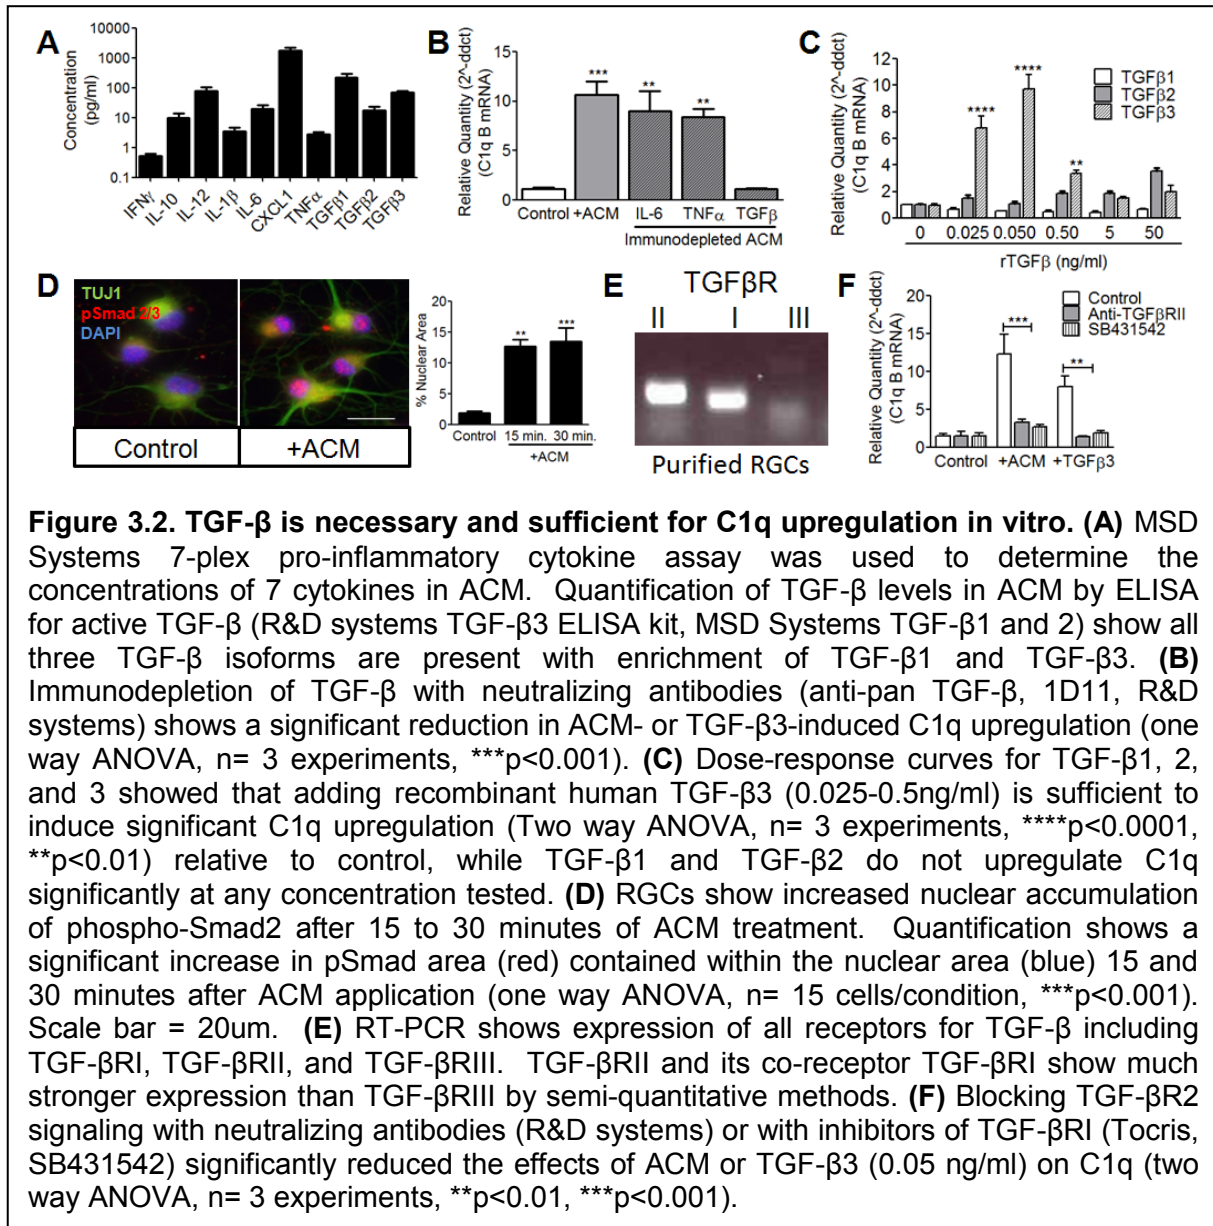 A
Concentration
(pg/ml)
10000
1000
100
10
1
0.1
IFNγ
IL-10
IL-12
IL-1β
IL-6
CXCL1
TNFα
TGFβ1
TGFβ2
TGFβ3
B
Relative Quantity (2^-ddct)
(C1q B mRNA)
15
10
5
0
***
**
**
Control
+ACM
IL-6
TNFα
TGFβ
Immunodepleted ACM
C
Relative Quantity (2^-ddct)
(C1q B mRNA)
12
10
8
6
4
2
0
****
****
**
TGFβ1
TGFβ2
TGFβ3
0
0.025
0.050
0.50
5
50
rTGFβ (ng/ml)
D
TUJ1
pSmad 2/3
DAPI
Control
+ACM
% Nuclear Area
20
15
10
5
0
**
***
Control
15 min.
30 min.
+ACM
E
TGFβR
II
I
III
Purified RGCs
F
Relative Quantity (2^-ddct)
(C1q B mRNA)
20
15
10
5
0
Control
Anti-TGFβRII
SB431542
***
**
Control
+ACM
+TGFβ3
Figure 3.2. TGF-β is necessary and sufficient for C1q upregulation in vitro. (A) MSD
Systems 7-plex pro-inflammatory cytokine assay was used to determine the
concentrations of 7 cytokines in ACM. Quantification of TGF-β levels in ACM by ELISA
for active TGF-β (R&D systems TGF-β3 ELISA kit, MSD Systems TGF-β1 and 2) show all
three TGF-β isoforms are present with enrichment of TGF-β1 and TGF-β3. (B)
Immunodepletion of TGF-β with neutralizing antibodies (anti-pan TGF-β, 1D11, R&D
systems) shows a significant reduction in ACM- or TGF-β3-induced C1q upregulation (one
way ANOVA, n= 3 experiments, ***p<0.001). (C) Dose-response curves for TGF-β1, 2,
and 3 showed that adding recombinant human TGF-β3 (0.025-0.5ng/ml) is sufficient to
induce significant C1q upregulation (Two way ANOVA, n= 3 experiments, ****p<0.0001,
**p<0.01) relative to control, while TGF-β1 and TGF-β2 do not upregulate C1q
significantly at any concentration tested. (D) RGCs show increased nuclear accumulation
of phospho-Smad2 after 15 to 30 minutes of ACM treatment. Quantification shows a
significant increase in pSmad area (red) contained within the nuclear area (blue) 15 and
30 minutes after ACM application (one way ANOVA, n= 15 cells/condition, ***p<0.001).
Scale bar = 20um. (E) RT-PCR shows expression of all receptors for TGF-β including
TGF-βRI, TGF-βRII, and TGF-βRIII. TGF-βRII and its co-receptor TGF-βRI show much
stronger expression than TGF-βRIII by semi-quantitative methods. (F) Blocking TGF-βR2
signaling with neutralizing antibodies (R&D systems) or with inhibitors of TGF-βRI (Tocris,
SB431542) significantly reduced the effects of ACM or TGF-β3 (0.05 ng/ml) on C1q (two
way ANOVA, n= 3 experiments, **p<0.01, ***p<0.001).